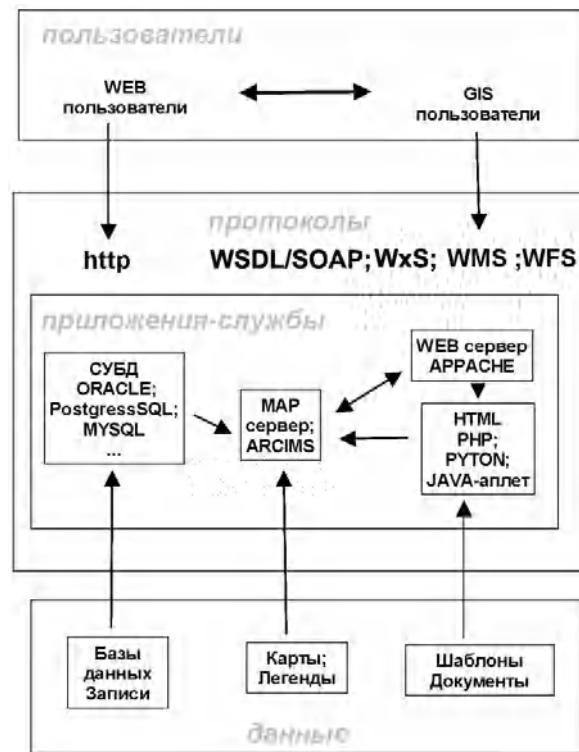 пользователи
WEB
пользователи
GIS
пользователи
протоколы
http
WSDL/SOAP; WxS; WMS ;WFS
приложения-службы
СУБД
ORACLE;
PostgressSQL;
MYSQL
...
MAP
сервер;
ARCIMS
WEB сервер
APPACHE
HTML
PHP;
PYTON;
JAVA-аплет
Базы
данных
Записи
Карты;
Легенды
Шаблоны
Документы
данные